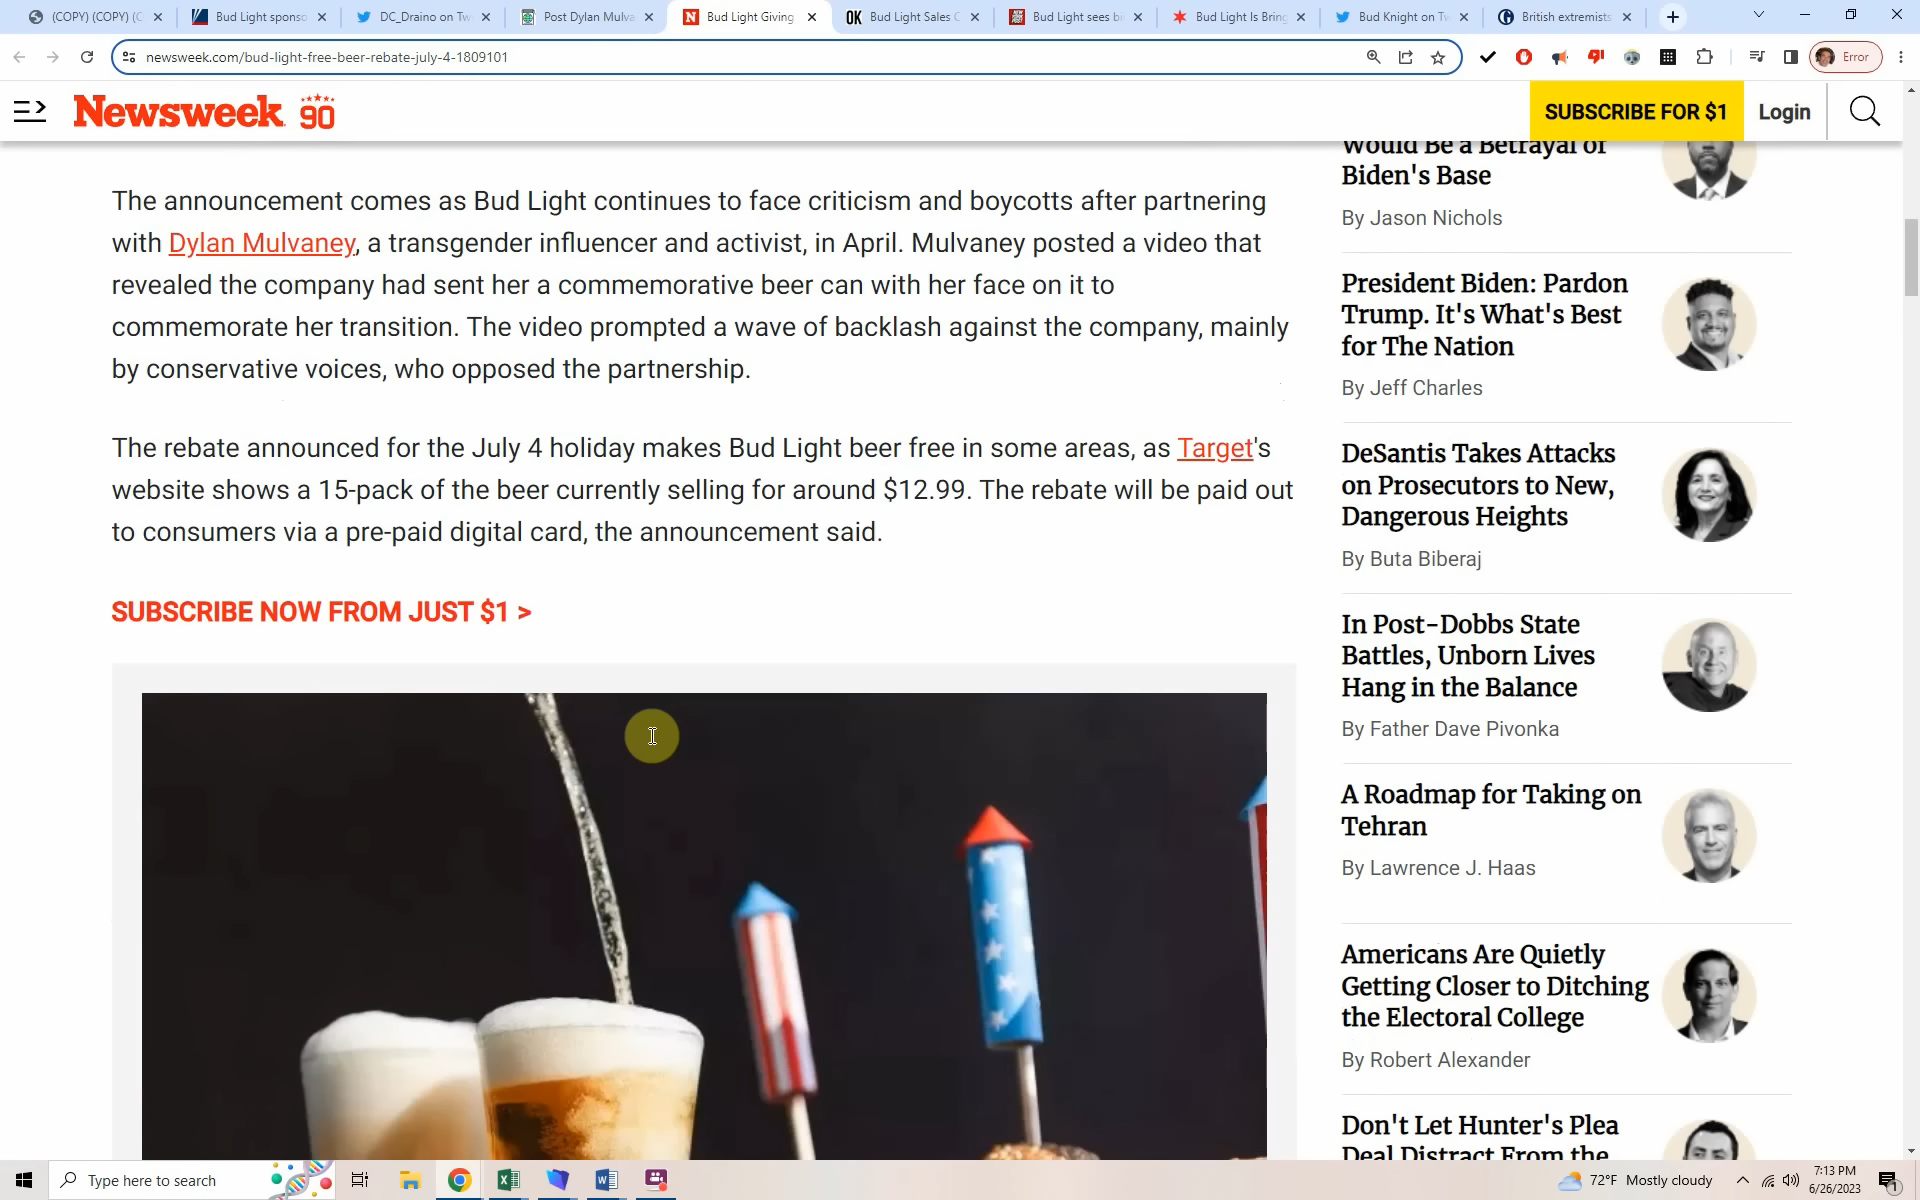 (COPY) (COPY) (C
Bud Light sponso
DC_Draino on Tw
Post Dylan Mulva
Bud Light Giving
OK Bud Light Sales C
Bud Light sees bi
Bud Light Is Bring
Bud Knight on Tw
British extremists
newsweek.com/bud-light-free-beer-rebate-july-4-1809101
Error
Newsweek 90
SUBSCRIBE FOR $1
Login
The announcement comes as Bud Light continues to face criticism and boycotts after partnering
with Dylan Mulvaney, a transgender influencer and activist, in April. Mulvaney posted a video that
revealed the company had sent her a commemorative beer can with her face on it to
commemorate her transition. The video prompted a wave of backlash against the company, mainly
by conservative voices, who opposed the partnership.
The rebate announced for the July 4 holiday makes Bud Light beer free in some areas, as Target's
website shows a 15-pack of the beer currently selling for around $12.99. The rebate will be paid out
to consumers via a pre-paid digital card, the announcement said.
SUBSCRIBE NOW FROM JUST $1 >
Would Be a Betrayal of
Biden's Base
By Jason Nichols
President Biden: Pardon
Trump. It's What's Best
for The Nation
By Jeff Charles
DeSantis Takes Attacks
on Prosecutors to New,
Dangerous Heights
By Buta Biberaj
In Post-Dobbs State
Battles, Unborn Lives
Hang in the Balance
By Father Dave Pivonka
A Roadmap for Taking on
Tehran
By Lawrence J. Haas
Americans Are Quietly
Getting Closer to Ditching
the Electoral College
By Robert Alexander
Don't Let Hunter's Plea
Deal Distract From the
Type here to search
72°F Mostly cloudy
7:13 PM
6/26/2023
1